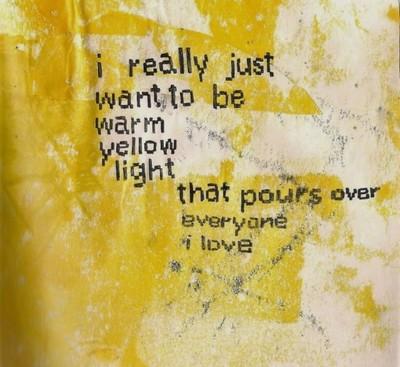 i really just
want to be
warm
yellow
light
that pours over
everyone
i love